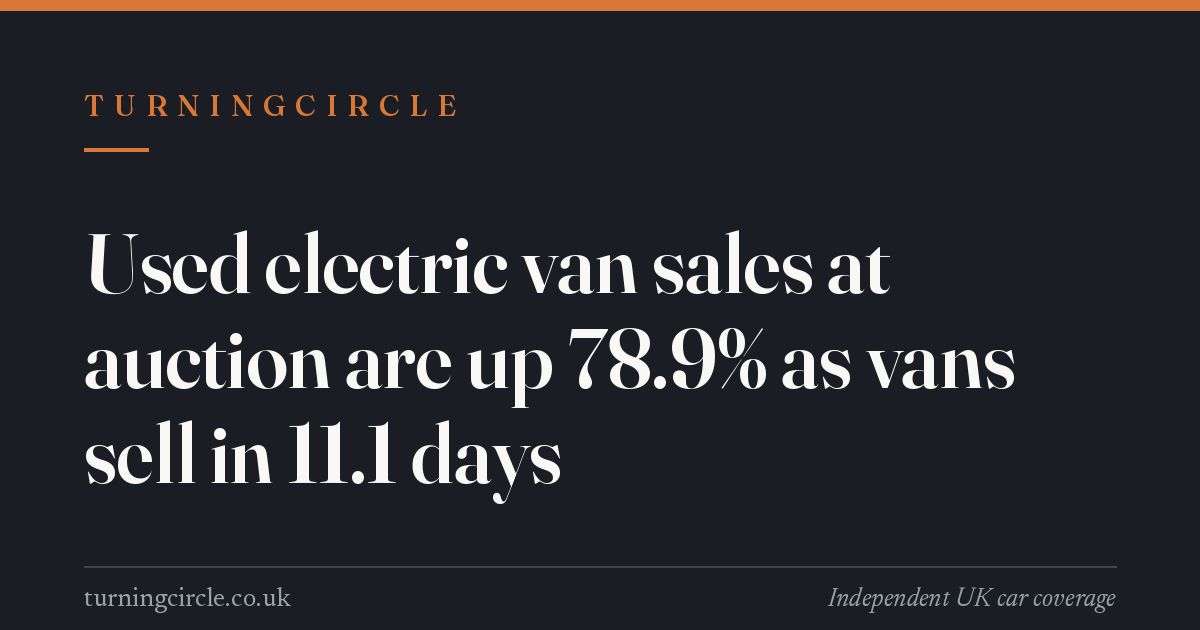 TURNINGCIRCLE
Used electric van sales at
auction are up 78.9% as vans
sell in 11.1 days
turningcircle.co.uk
Independent UK car coverage